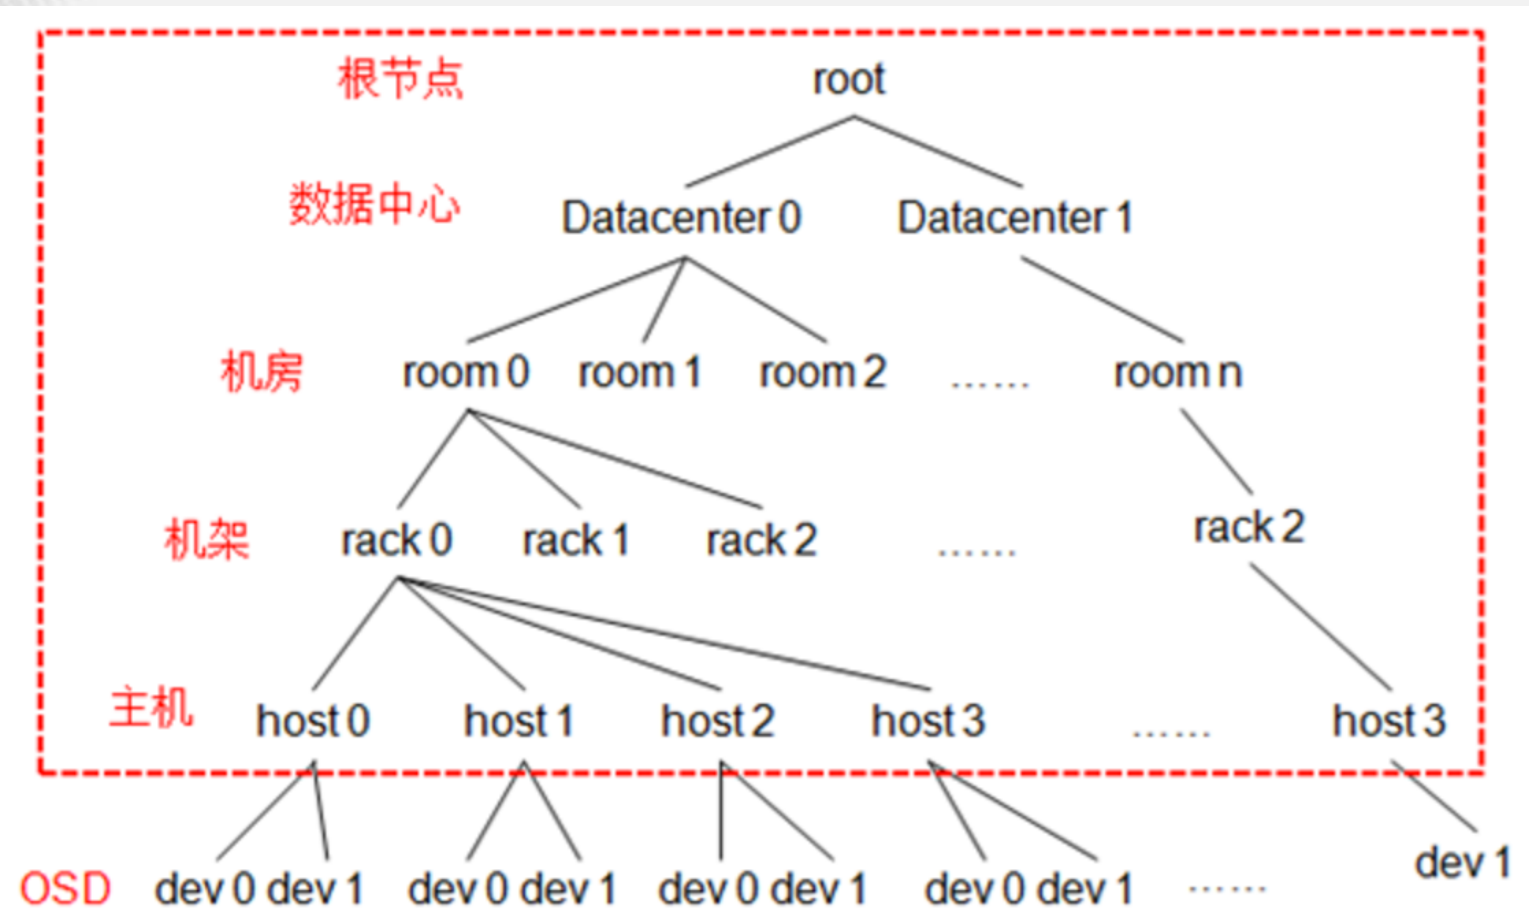 根节点 root
数据中心 Datacenter 0 Datacenter 1
机房 room 0 room 1 room 2 …… room n
机架 rack 0 rack 1 rack 2 …… rack 2
主机 host 0 host 1 host 2 host 3 …… host 3
OSD dev 0 dev 1 dev 0 dev 1 dev 0 dev 1 dev 0 dev 1 …… dev 1